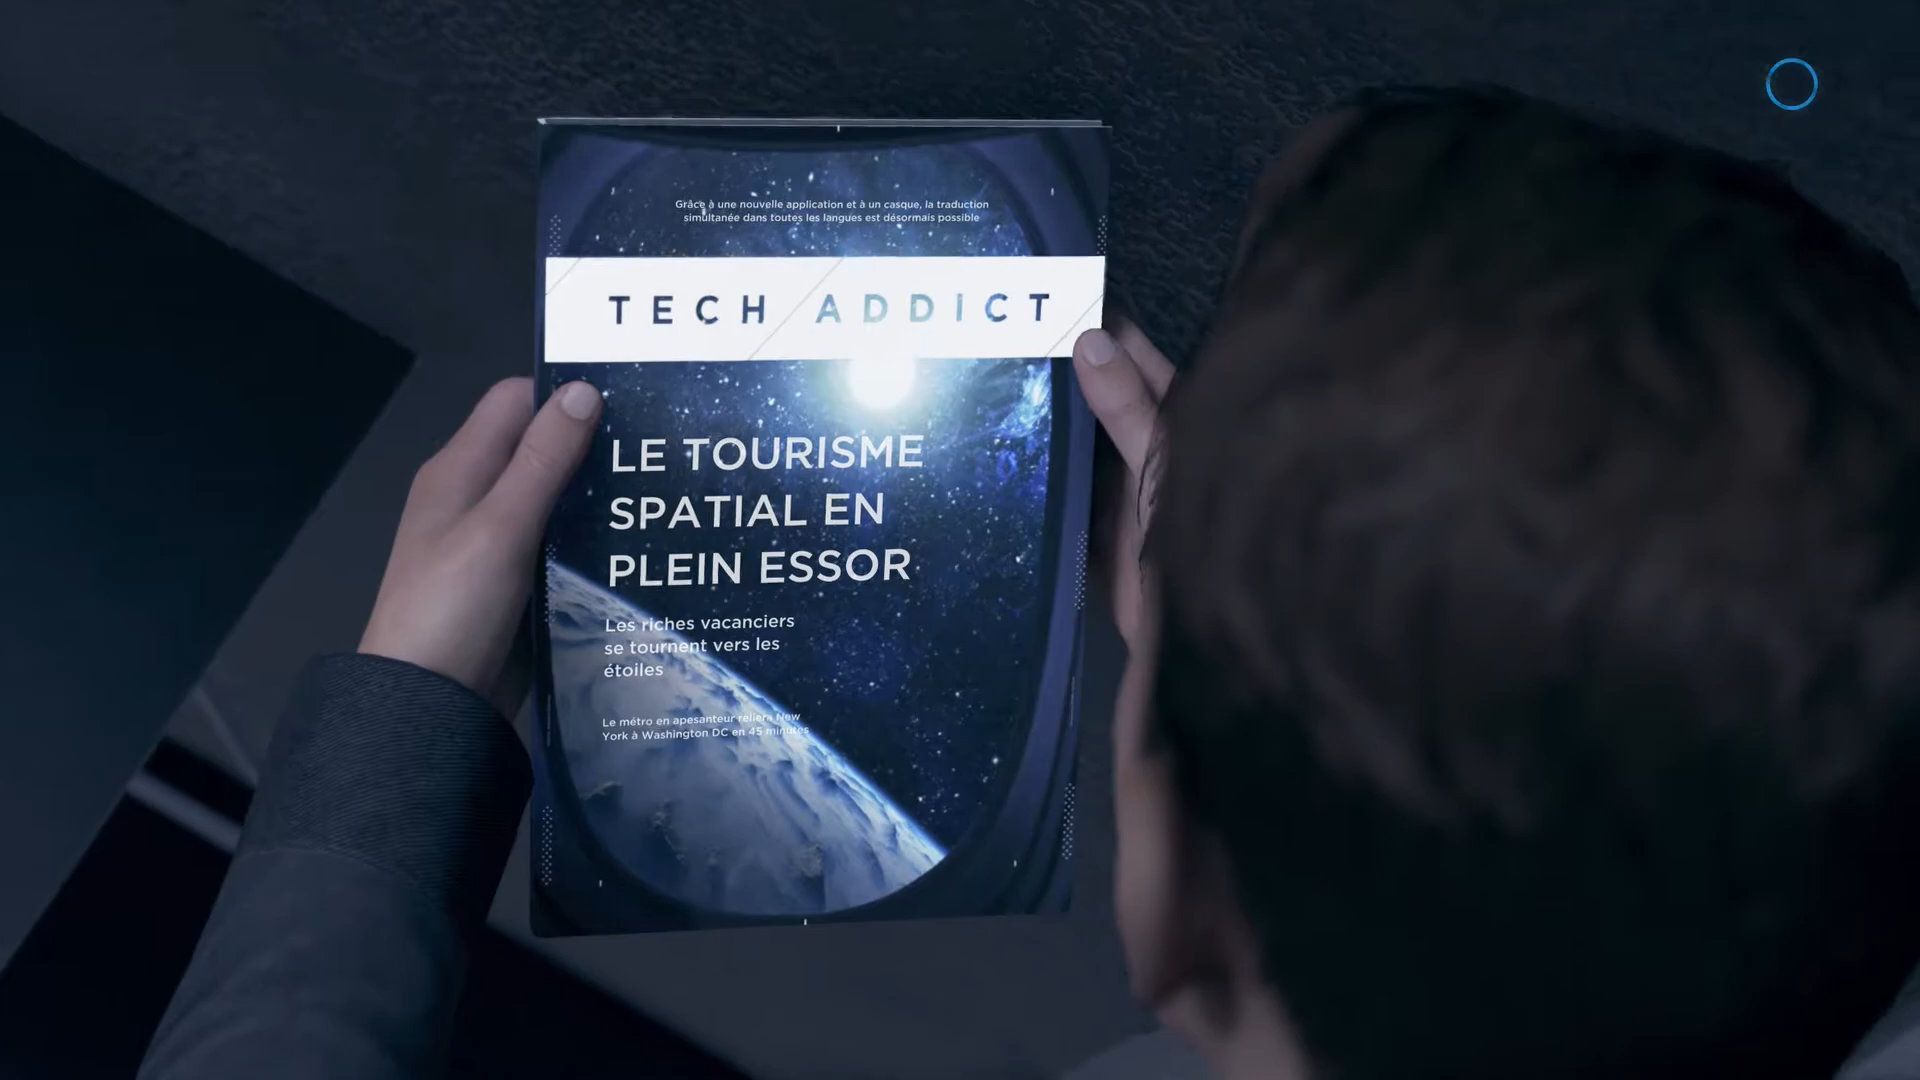 Grâce à une nouvelle application et à un casque, la traduction
simultanée dans toutes les langues est désormais possible
TECH ADDICT
LE TOURISME
SPATIAL EN
PLEIN ESSOR
Les riches vacanciers
se tournent vers les
étoiles
Le métro en apesanteur reliera New
York à Washington DC en 45 minutes